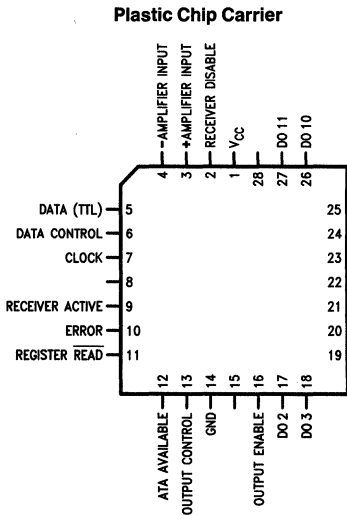 Plastic Chip Carrier
-AMPLIFIER INPUT
+AMPLIFIER INPUT
RECEIVER DISABLE
VCC
DO 11
DO 10
4 3 2 1 28 27 26
DATA (TTL) 5 25
DATA CONTROL 6 24
CLOCK 7 23
8 22
RECEIVER ACTIVE 9 21
ERROR 10 20
REGISTER READ 11 19
12 13 14 15 16 17 18
ATA AVAILABLE
OUTPUT CONTROL
GND
OUTPUT ENABLE
DO 2
DO 3